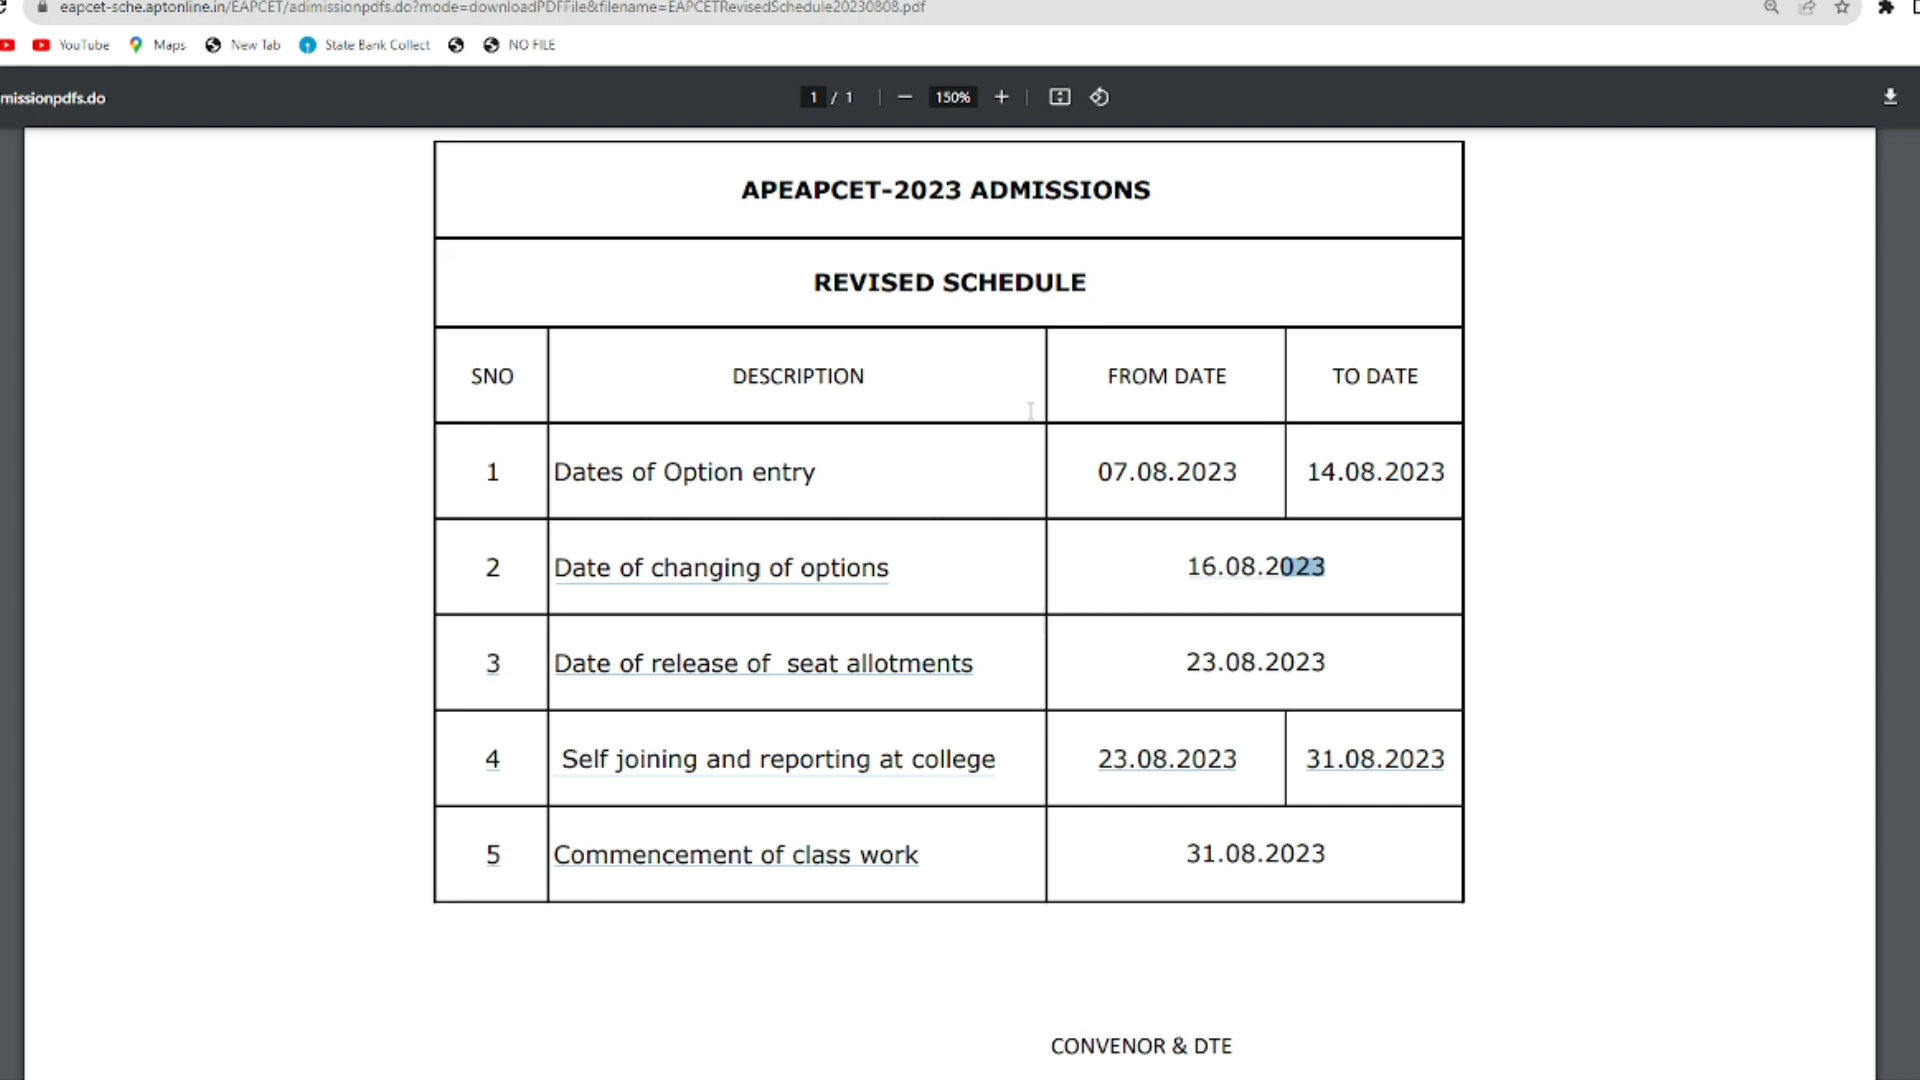 eapcet-sche.aptonline.in/EAPCET/adimissionpdfs.do?mode=downloadPDFFile&filename=EAPCETRevisedSchedule20230808.pdf
YouTube Maps New Tab State Bank Collect NO FILE
missionpdfs.do 1 / 1 150%
APEAPCET-2023 ADMISSIONS
REVISED SCHEDULE
SNO DESCRIPTION FROM DATE TO DATE
1 Dates of Option entry 07.08.2023 14.08.2023
2 Date of changing of options 16.08.2023
3 Date of release of seat allotments 23.08.2023
4 Self joining and reporting at college 23.08.2023 31.08.2023
5 Commencement of class work 31.08.2023
CONVENOR & DTE